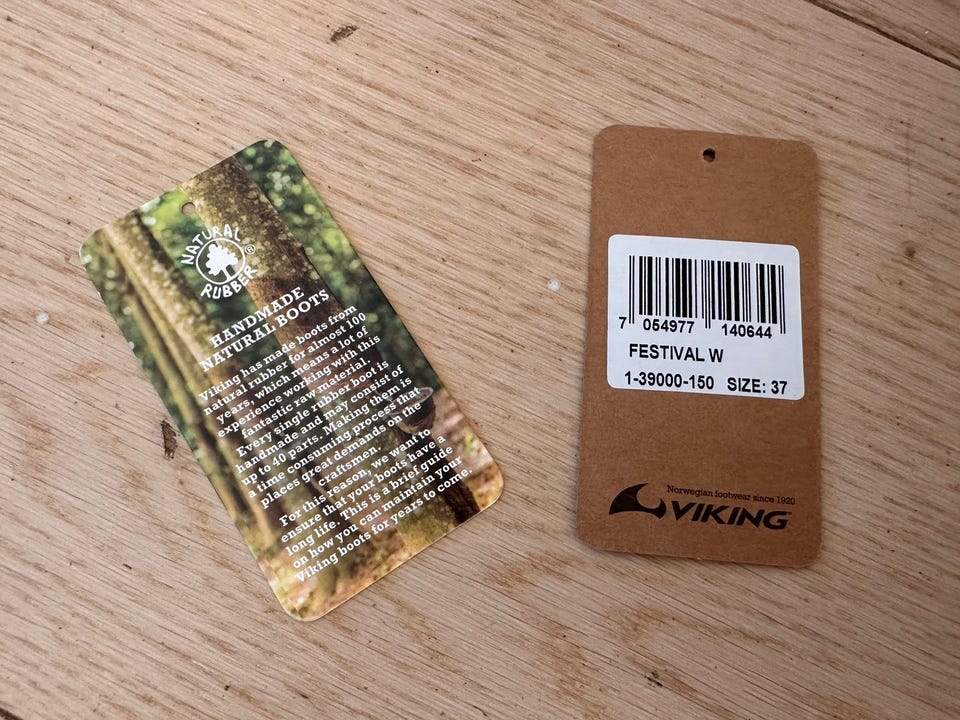 NATURAL
RUBBER
®
HANDMADE
NATURAL BOOTS
Viking has made boots from
natural rubber for almost 100
years, which means a lot of
experience working with this
fantastic raw material.
Every single rubber boot is
handmade and may consist of
up to 40 parts. Making them is
a time consuming process that
places great demands on the
craftsmen.
For this reason, we want to
ensure that your boots have a
long life. This is a brief guide
on how you can maintain your
Viking boots for years to come.
7 054977 140644
FESTIVAL W
1-39000-150 SIZE: 37
Norwegian footwear since 1920
VIKING